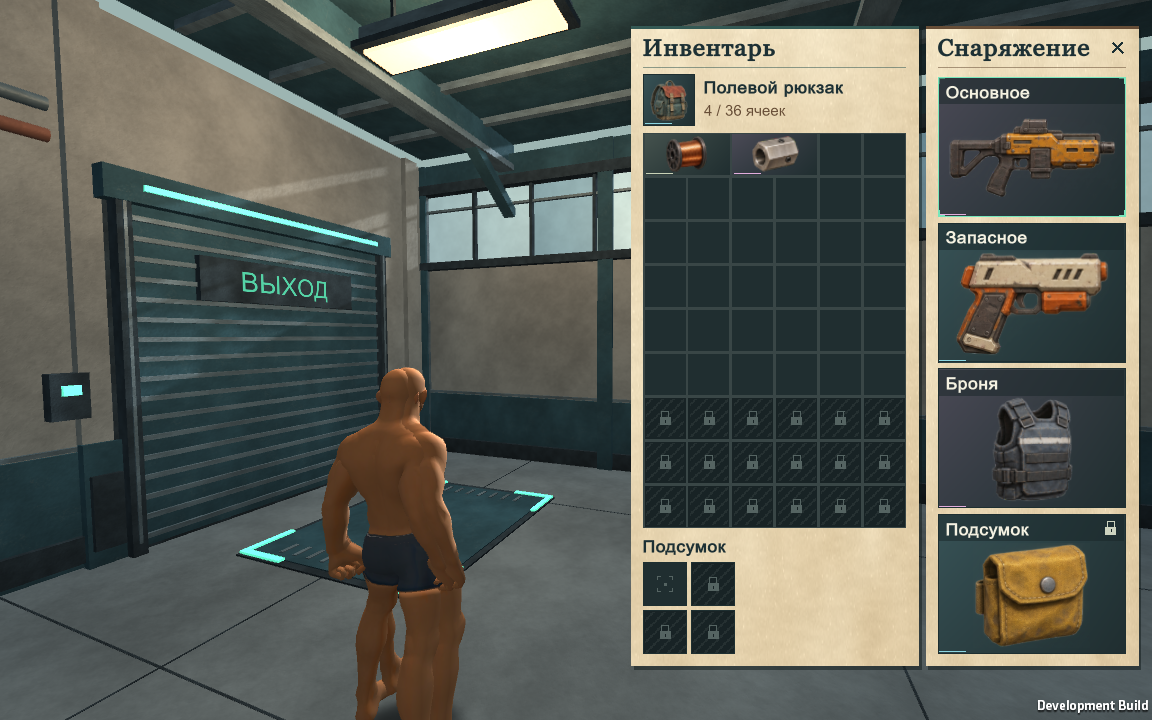 ВЫХОД
Инвентарь
Полевой рюкзак
4 / 36 ячеек
Подсумок
Снаряжение
Основное
Запасное
Броня
Подсумок
Development Build